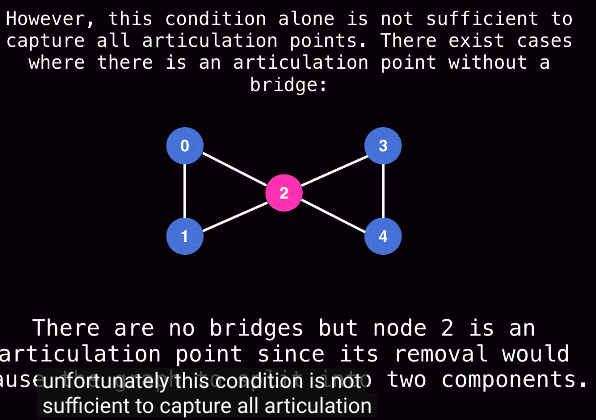 However, this condition alone is not sufficient to
capture all articulation points. There exist cases
where there is an articulation point without a
bridge:
0
3
2
1
4
There are no bridges but node 2 is an
articulation point since its removal would
two components.
unfortunately this condition is not
sufficient to capture all articulation